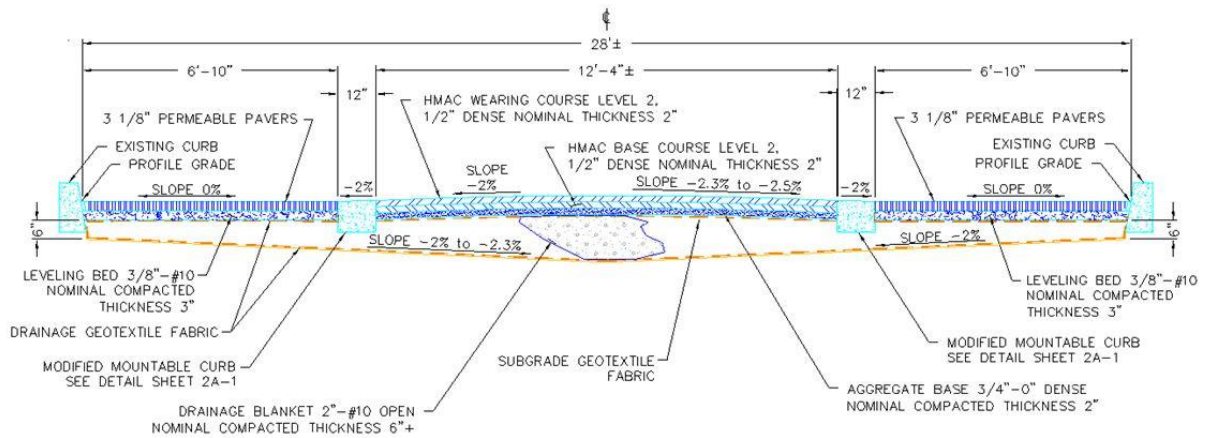 ℄
28'±
6'-10"
12'-4"±
6'-10"
12"
12"
HMAC WEARING COURSE LEVEL 2,
1/2" DENSE NOMINAL THICKNESS 2"
3 1/8" PERMEABLE PAVERS
3 1/8" PERMEABLE PAVERS
EXISTING CURB
PROFILE GRADE
HMAC BASE COURSE LEVEL 2,
1/2" DENSE NOMINAL THICKNESS 2"
EXISTING CURB
PROFILE GRADE
SLOPE 0%
-2%
SLOPE
-2%
SLOPE -2.3% to -2.5%
-2%
SLOPE 0%
6"
SLOPE -2% to -2.3%
SLOPE -2%
6"
LEVELING BED 3/8"-#10
NOMINAL COMPACTED
THICKNESS 3"
LEVELING BED 3/8"-#10
NOMINAL COMPACTED
THICKNESS 3"
DRAINAGE GEOTEXTILE FABRIC
MODIFIED MOUNTABLE CURB
SEE DETAIL SHEET 2A-1
SUBGRADE GEOTEXTILE
FABRIC
MODIFIED MOUNTABLE CURB
SEE DETAIL SHEET 2A-1
DRAINAGE BLANKET 2"-#10 OPEN
NOMINAL COMPACTED THICKNESS 6"+
AGGREGATE BASE 3/4"-0" DENSE
NOMINAL COMPACTED THICKNESS 2"